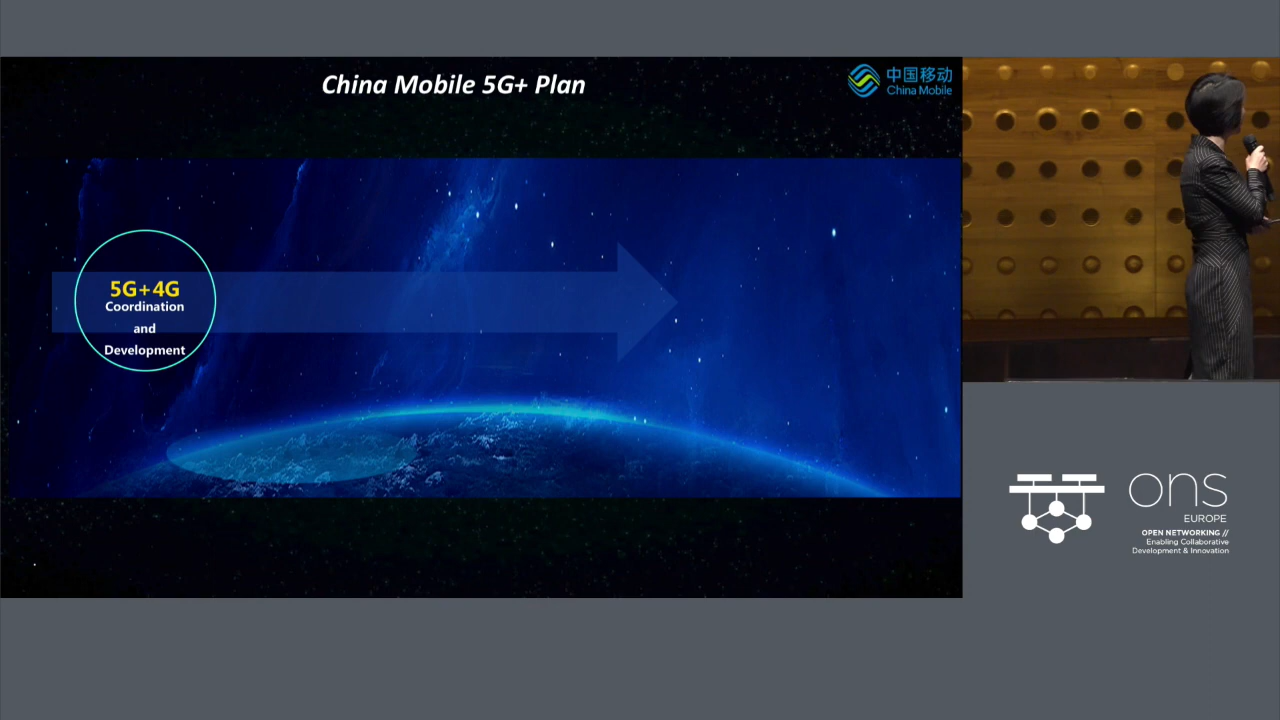 China Mobile 5G+ Plan
中国移动
China Mobile
5G+4G
Coordination
and
Development
ons
EUROPE
OPEN NETWORKING //
Enabling Collaborative
Development & Innovation